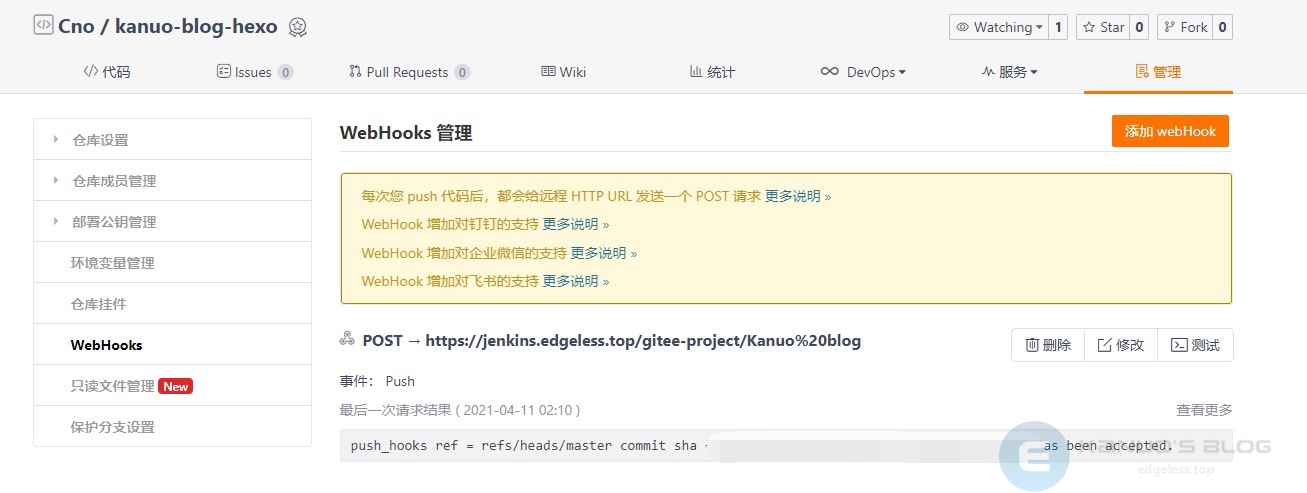 Cno / kanuo-blog-hexo
Watching 1 Star 0 Fork 0
代码 Issues 0 Pull Requests 0 Wiki 统计 DevOps 服务 管理
仓库设置
仓库成员管理
部署公钥管理
环境变量管理
仓库挂件
WebHooks
只读文件管理 New
保护分支设置
WebHooks 管理
添加 webHook
每次您 push 代码后，都会给远程 HTTP URL 发送一个 POST 请求 更多说明 »
WebHook 增加对钉钉的支持 更多说明 »
WebHook 增加对企业微信的支持 更多说明 »
WebHook 增加对飞书的支持 更多说明 »
POST → https://jenkins.edgeless.top/gitee-project/Kanuo%20blog
删除 修改 测试
事件： Push
最后一次请求结果 ( 2021-04-11 02:10 )
查看更多
push_hooks ref = refs/heads/master commit sha as been accepted.
KANUO'S BLOG
edgeless.top